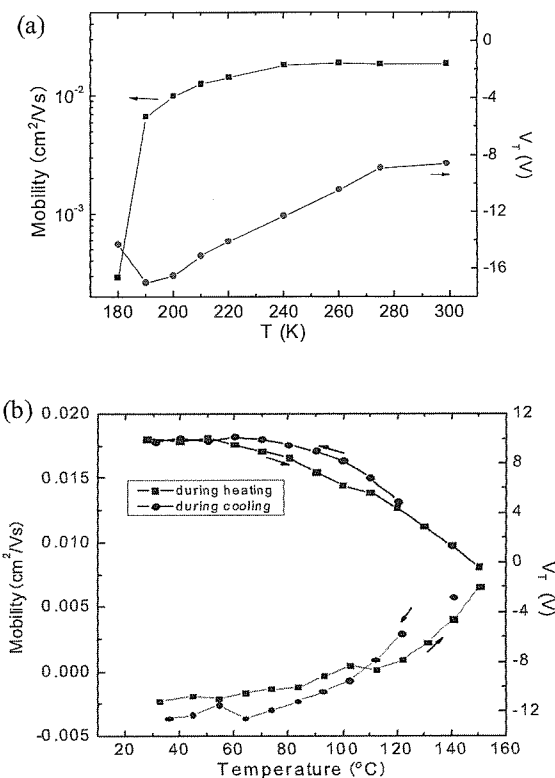 (a)
10⁻²
10⁻³
Mobility (cm²/Vs)
0
-4
-8
-12
-16
V_T (V)
180 200 220 240 260 280 300
T (K)
(b)
0.020
0.015
0.010
0.005
0.000
-0.005
Mobility (cm²/Vs)
during heating
during cooling
12
8
4
0
-4
-8
-12
V_T (V)
20 40 60 80 100 120 140 160
Temperature (°C)